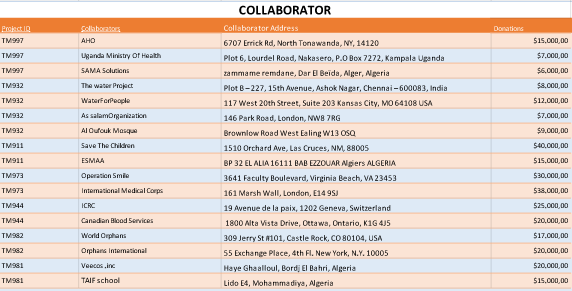 COLLABORATOR
Project ID Collaborators Collaborator Address Donations
TM997 AHO 6707 Errick Rd, North Tonawanda, NY, 14120 $15,000,00
TM997 Uganda Ministry Of Health Plot 6, Lourdel Road, Nakasero, P.O Box 7272, Kampala Uganda $7,000,00
TM997 SAMA Solutions zammame remdane, Dar El Beida, Alger, Algeria $6,000,00
TM932 The water Project Plot B–227, 15th Avenue, Ashok Nagar, Chennai–600083, India $8,000,00
TM932 WaterForPeople 117 West 20th Street, Suite 203 Kansas City, MO 64108 USA $12,000,00
TM932 As salamOrganization 146 Park Road, London, NW8 7RG $7,000,00
TM932 Al Oufouk Mosque Brownlow Road West Ealing W13 OSQ $9,000,00
TM911 Save The Children 1510 Orchard Ave, Las Cruces, NM, 88005 $40,000,00
TM911 ESMAA BP 32 EL ALIA 16111 BAB EZZOUAR Algiers ALGERIA $15,000,00
TM973 Operation Smile 3641 Faculty Boulevard, Virginia Beach, VA 23453 $30,000,00
TM973 International Medical Corps 161 Marsh Wall, London, E14 9SJ $38,000,00
TM944 ICRC 19 Avenue de la paix, 1202 Geneva, Switzerland $25,000,00
TM944 Canadian Blood Services 1800 Alta Vista Drive, Ottawa, Ontario, K1G 4J5 $20,000,00
TM982 World Orphans 309 Jerry St #101, Castle Rock, CO 80104, USA $17,000,00
TM982 Orphans International 55 Exchange Place, 4th Fl, New York, N.Y. 10005 $20,000,00
TM981 Veecos ,inc Haye Ghaalloul, Bordj El Bahri, Algeria $20,000,00
TM981 TAIF school Lido E4, Mohammadiya, Algeria $15,000,00